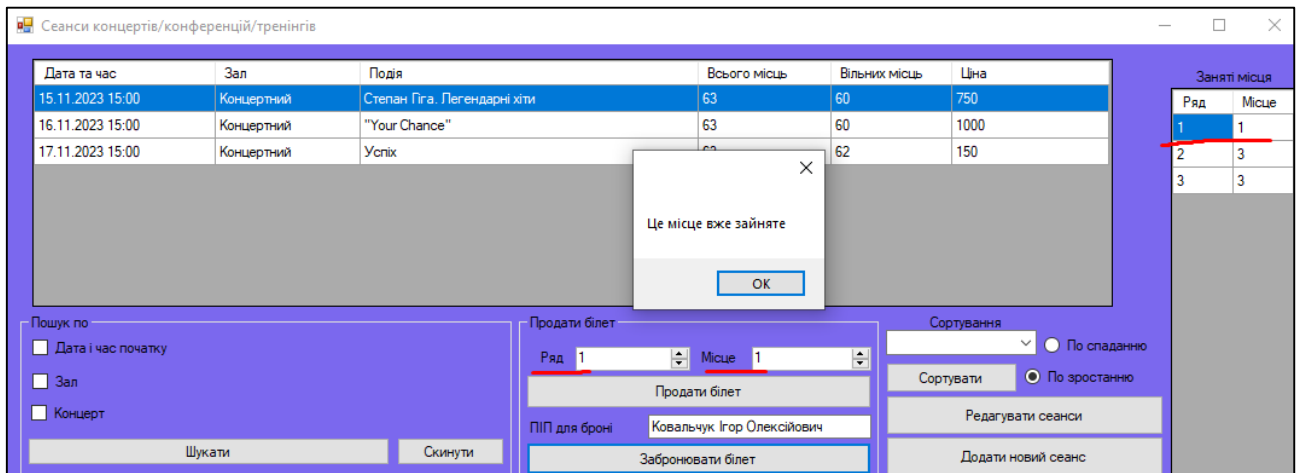 Сеанси концертів/конференцій/тренінгів
Дата та час Зал Подія Всього місць Вільних місць Ціна
15.11.2023 15:00 Концертний Степан Гіга. Легендарні хіти 63 60 750
16.11.2023 15:00 Концертний "Your Chance" 63 60 1000
17.11.2023 15:00 Концертний Успіх 62 150
Заняті місця
Ряд Місце
1 1
2 3
3 3
Це місце вже зайняте
OK
Пошук по
Дата і час початку
Зал
Концерт
Шукати Скинути
Продати білет
Ряд 1 Місце 1
Продати білет
ПІП для броні Ковальчук Ігор Олексійович
Забронювати білет
Сортування
По спаданню
Сортувати По зростанню
Редагувати сеанси
Додати новий сеанс